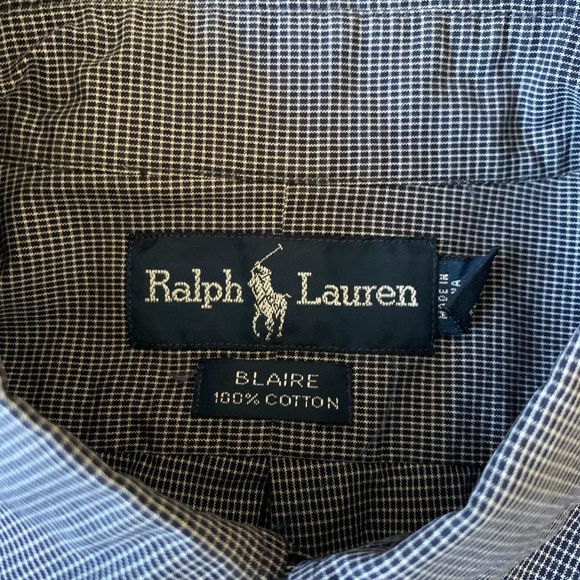 Ralph Lauren
MADE IN
BLAIRE
100% COTTON